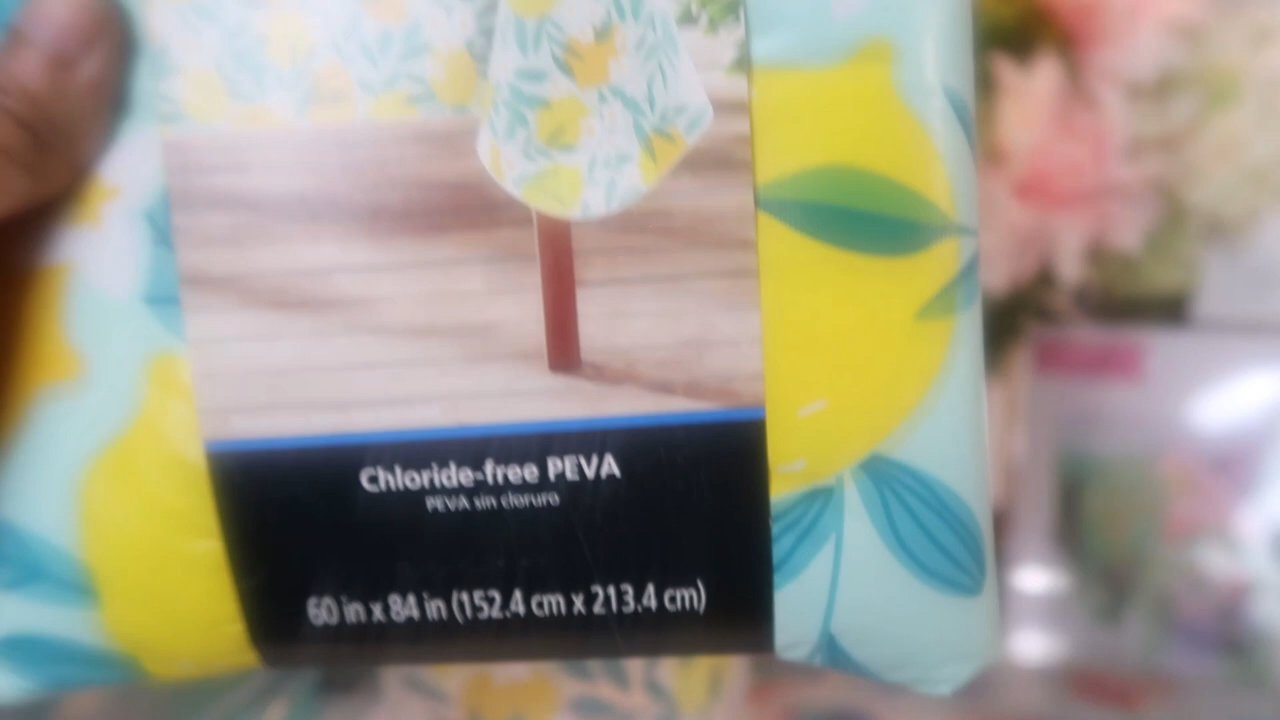 Chloride-free PEVA
PEVA sin cloruro
60 in x 84 in (152.4 cm x 213.4 cm)